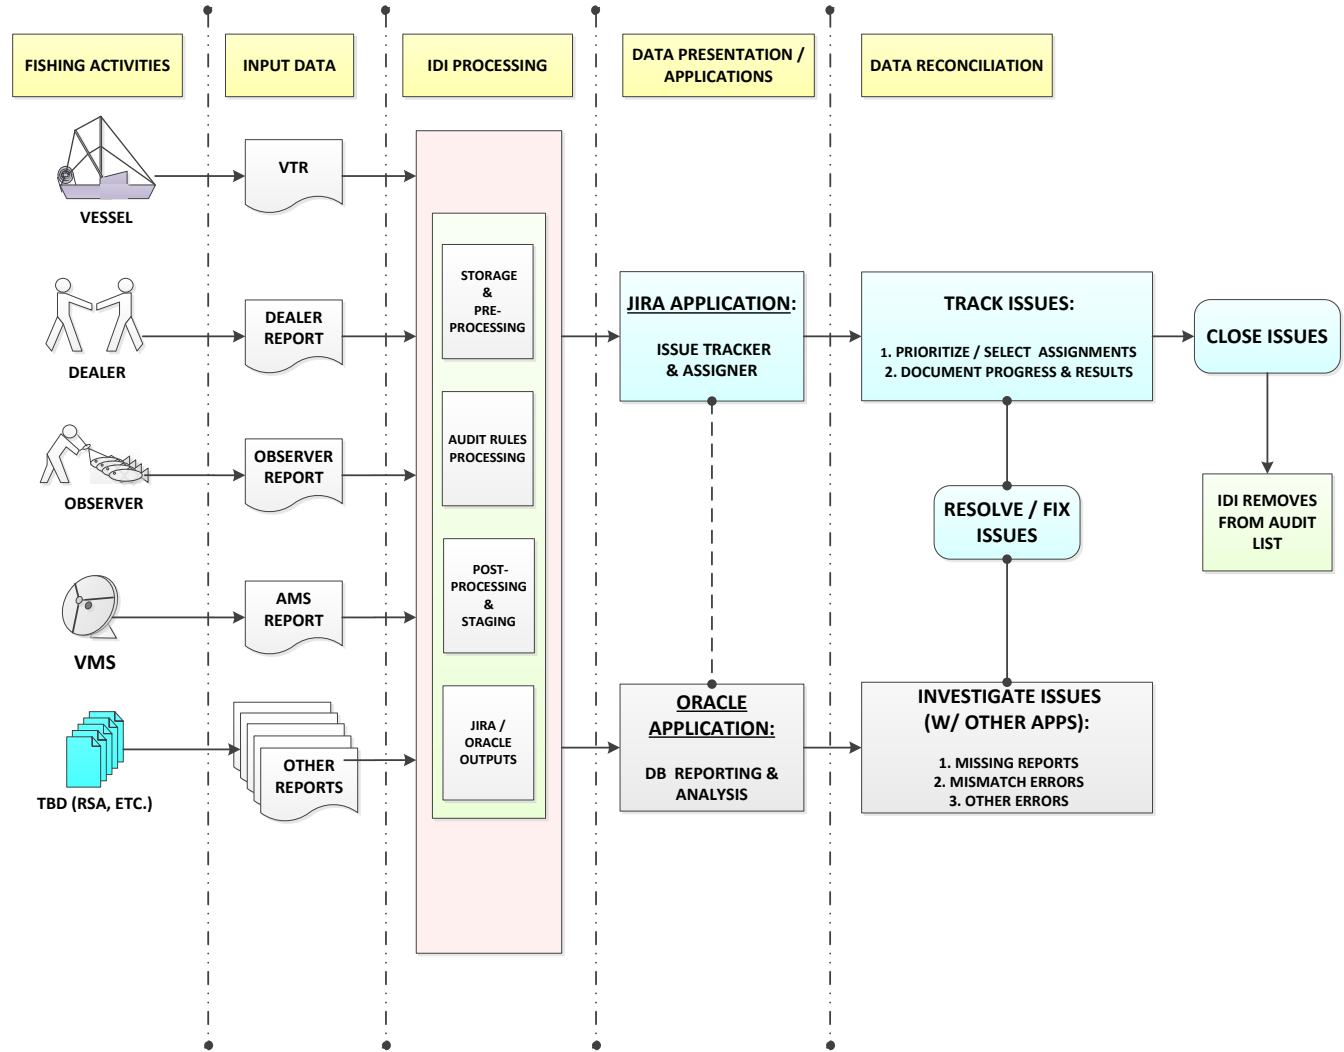 FISHING ACTIVITIES
INPUT DATA
IDI PROCESSING
DATA PRESENTATION /
APPLICATIONS
DATA RECONCILIATION
VESSEL
VTR
DEALER
DEALER
REPORT
OBSERVER
OBSERVER
REPORT
VMS
AMS
REPORT
TBD (RSA, ETC.)
OTHER
REPORTS
STORAGE
&
PRE-
PROCESSING
AUDIT RULES
PROCESSING
POST-
PROCESSING
&
STAGING
JIRA /
ORACLE
OUTPUTS
JIRA APPLICATION:
ISSUE TRACKER
& ASSIGNER
ORACLE
APPLICATION:
DB REPORTING &
ANALYSIS
TRACK ISSUES:
1. PRIORITIZE / SELECT ASSIGNMENTS
2. DOCUMENT PROGRESS & RESULTS
RESOLVE / FIX
ISSUES
INVESTIGATE ISSUES
(W/ OTHER APPS):
1. MISSING REPORTS
2. MISMATCH ERRORS
3. OTHER ERRORS
CLOSE ISSUES
IDI REMOVES
FROM AUDIT
LIST